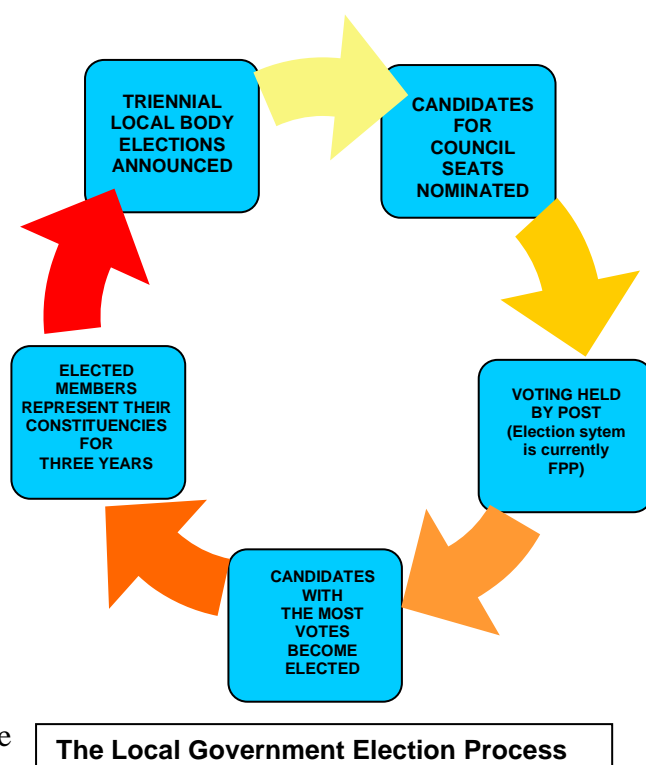 TRIENNIAL
LOCAL BODY
ELECTIONS
ANNOUNCED
CANDIDATES
FOR
COUNCIL
SEATS
NOMINATED
VOTING HELD
BY POST
(Election sytem
is currently
FPP)
CANDIDATES
WITH
THE MOST
VOTES
BECOME
ELECTED
ELECTED
MEMBERS
REPRESENT THEIR
CONSTITUENCIES
FOR
THREE YEARS
e
The Local Government Election Process